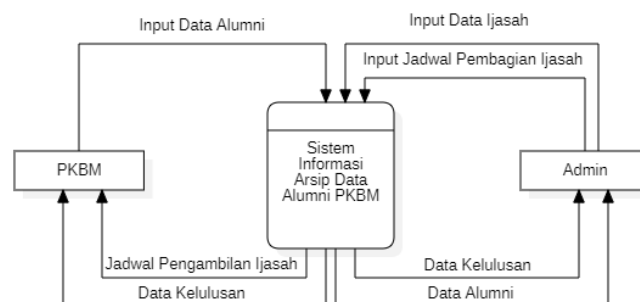 Input Data Alumni
Input Data Ijasah
Input Jadwal Pembagian Ijasah
Sistem
Informasi
Arsip Data
Alumni PKBM
PKBM
Admin
Jadwal Pengambilan Ijasah
Data Kelulusan
Data Kelulusan
Data Alumni